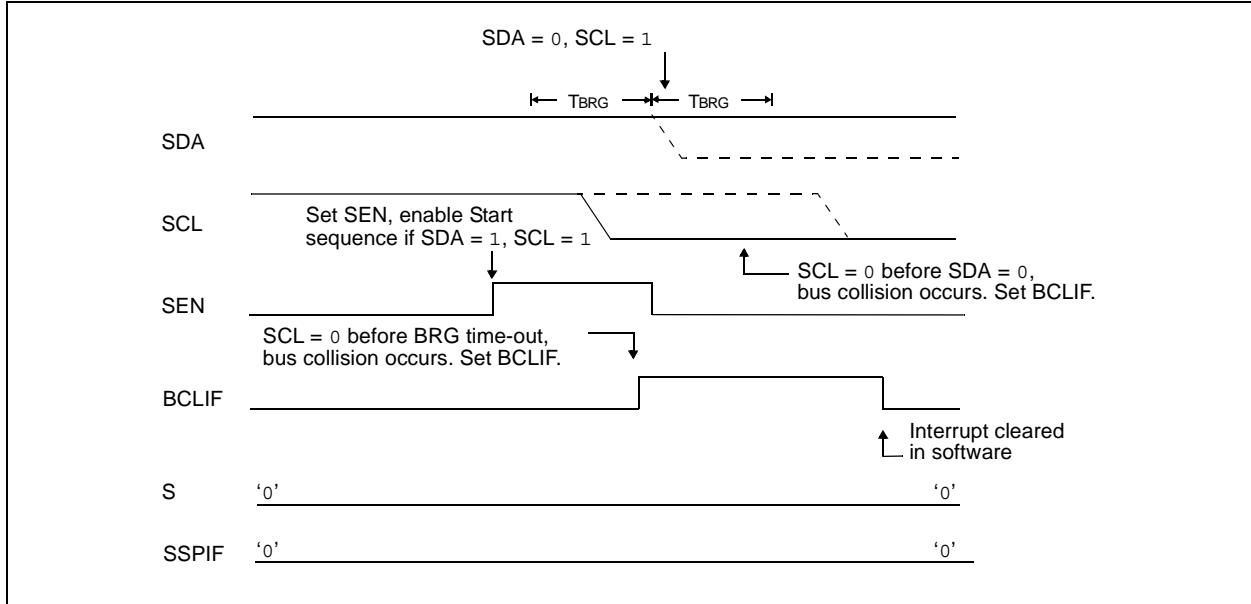 SDA = 0, SCL = 1
TBRG TBRG
SDA
SCL
Set SEN, enable Start
sequence if SDA = 1, SCL = 1
SCL = 0 before SDA = 0,
bus collision occurs. Set BCLIF.
SEN
SCL = 0 before BRG time-out,
bus collision occurs. Set BCLIF.
BCLIF
Interrupt cleared
in software
S ‘0’ ‘0’
SSPIF ‘0’ ‘0’